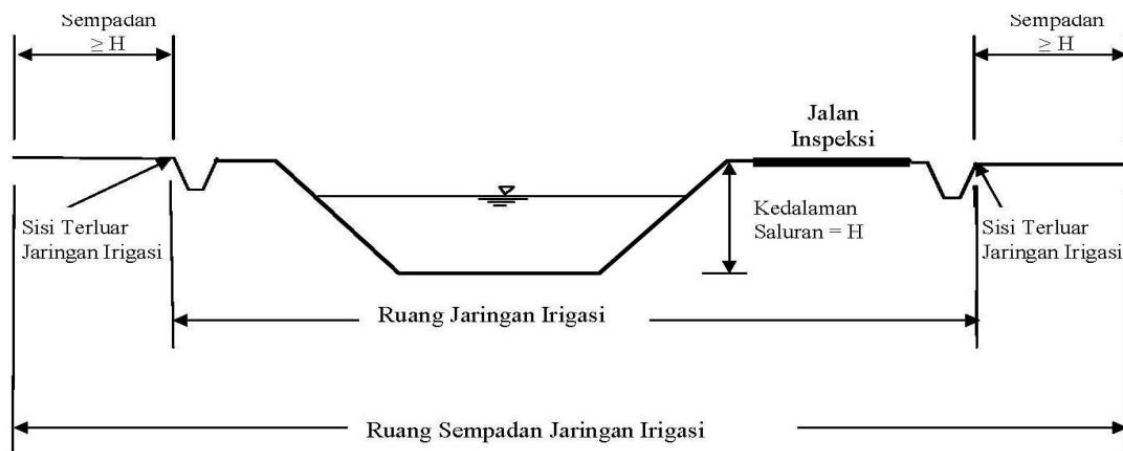 Sempadan
≥ H
Sempadan
≥ H
Jalan
Inspeksi
Sisi Terluar
Jaringan Irigasi
Kedalaman
Saluran = H
Sisi Terluar
Jaringan Irigasi
Ruang Jaringan Irigasi
Ruang Sempadan Jaringan Irigasi